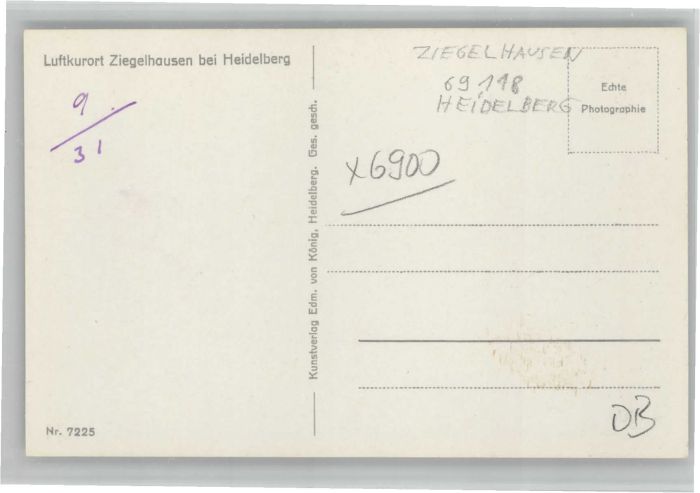 Luftkurort Ziegelhausen bei Heidelberg
9
31
Kunstverlag Edm. von König, Heidelberg. Ges. gesch.
Nr. 7225
ZIEGELHAUSEN
69118
HEIDELBERG
Echte
Photographie
x6900
DB